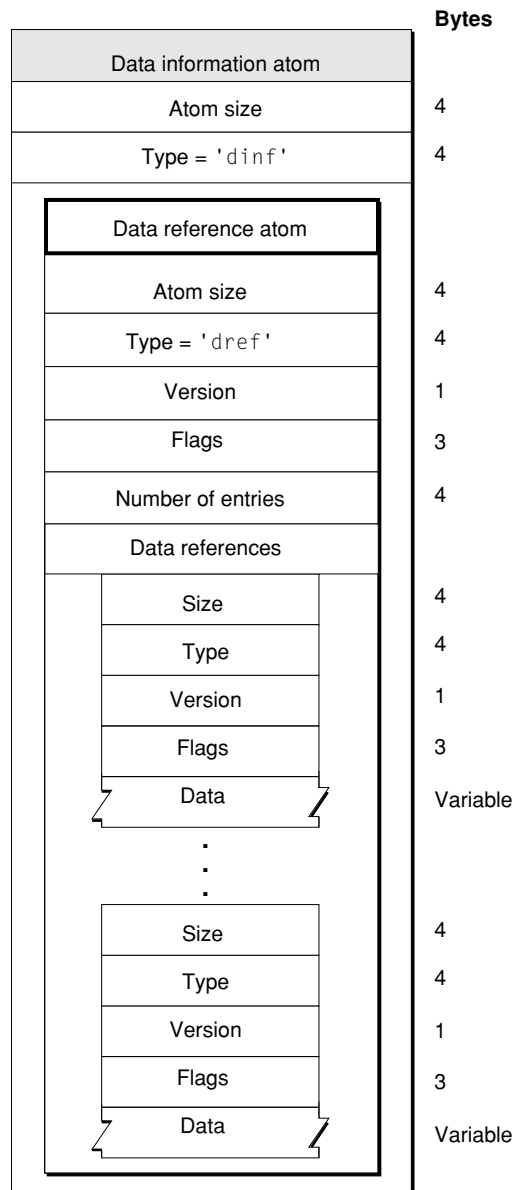 Bytes
Data information atom
Atom size 4
Type = 'dinf' 4
Data reference atom
Atom size 4
Type = 'dref' 4
Version 1
Flags 3
Number of entries 4
Data references
Size 4
Type 4
Version 1
Flags 3
Data Variable
Size 4
Type 4
Version 1
Flags 3
Data Variable